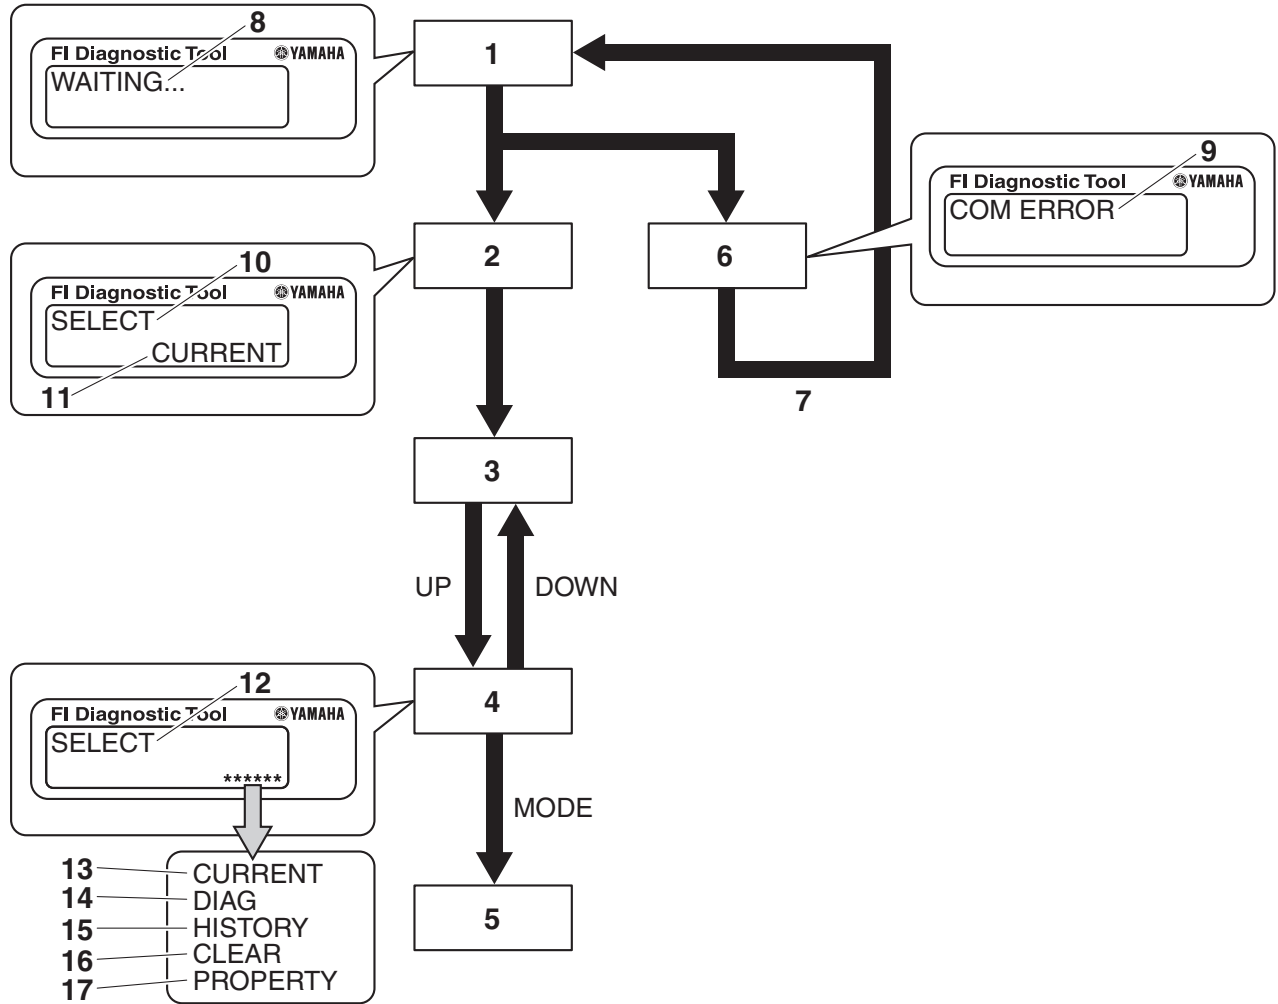 8
FI Diagnostic Tool YAMAHA
WAITING...
1
9
FI Diagnostic Tool YAMAHA
COM ERROR
2
6
10
FI Diagnostic Tool YAMAHA
SELECT
CURRENT
11
7
3
UP DOWN
12
FI Diagnostic Tool YAMAHA
SELECT
******
4
MODE
13 CURRENT
14 DIAG
15 HISTORY
16 CLEAR
17 PROPERTY
5